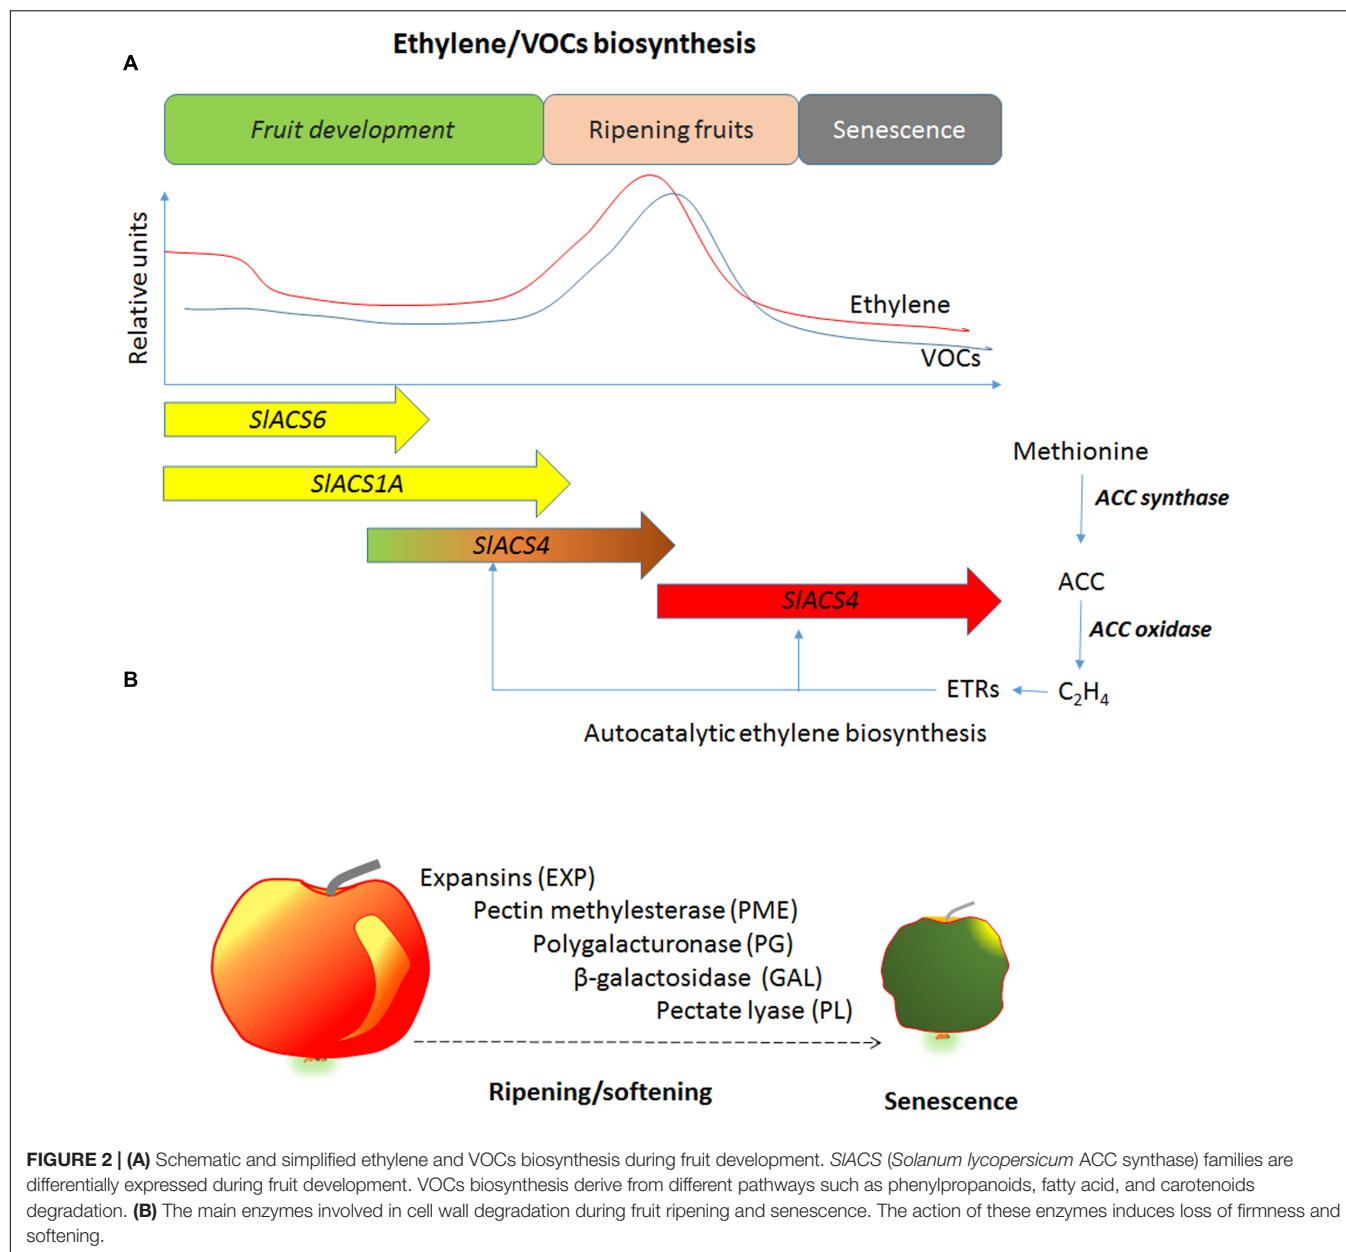 Ethylene/VOCs biosynthesis
A
Fruit development
Ripening fruits
Senescence
Relative units
Ethylene
VOCs
SlACS6
SlACS1A
SlACS4
SlACS4
Methionine
ACC synthase
ACC
ACC oxidase
C₂H₄
ETRs
Autocatalytic ethylene biosynthesis
B
Expansins (EXP)
Pectin methylesterase (PME)
Polygalacturonase (PG)
β-galactosidase (GAL)
Pectate lyase (PL)
Ripening/softening
Senescence
FIGURE 2 | (A) Schematic and simplified ethylene and VOCs biosynthesis during fruit development. SlACS (Solanum lycopersicum ACC synthase) families are
differentially expressed during fruit development. VOCs biosynthesis derive from different pathways such as phenylpropanoids, fatty acid, and carotenoids
degradation. (B) The main enzymes involved in cell wall degradation during fruit ripening and senescence. The action of these enzymes induces loss of firmness and
softening.